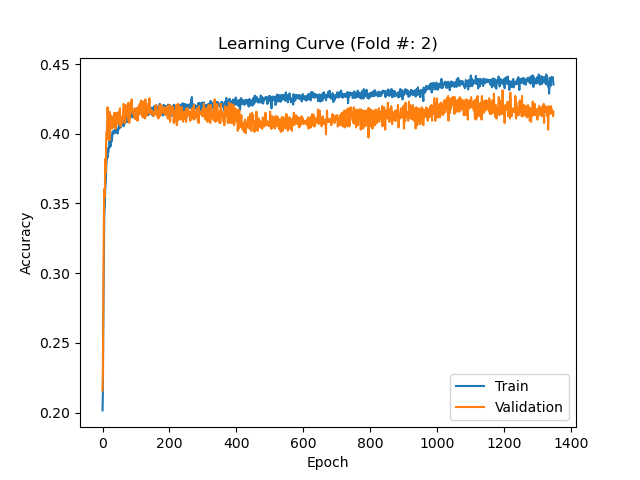 Learning Curve (Fold #: 2)
0.45
0.40
0.35
0.30
0.25
0.20
Accuracy
0 200 400 600 800 1000 1200 1400
Epoch
Train
Validation